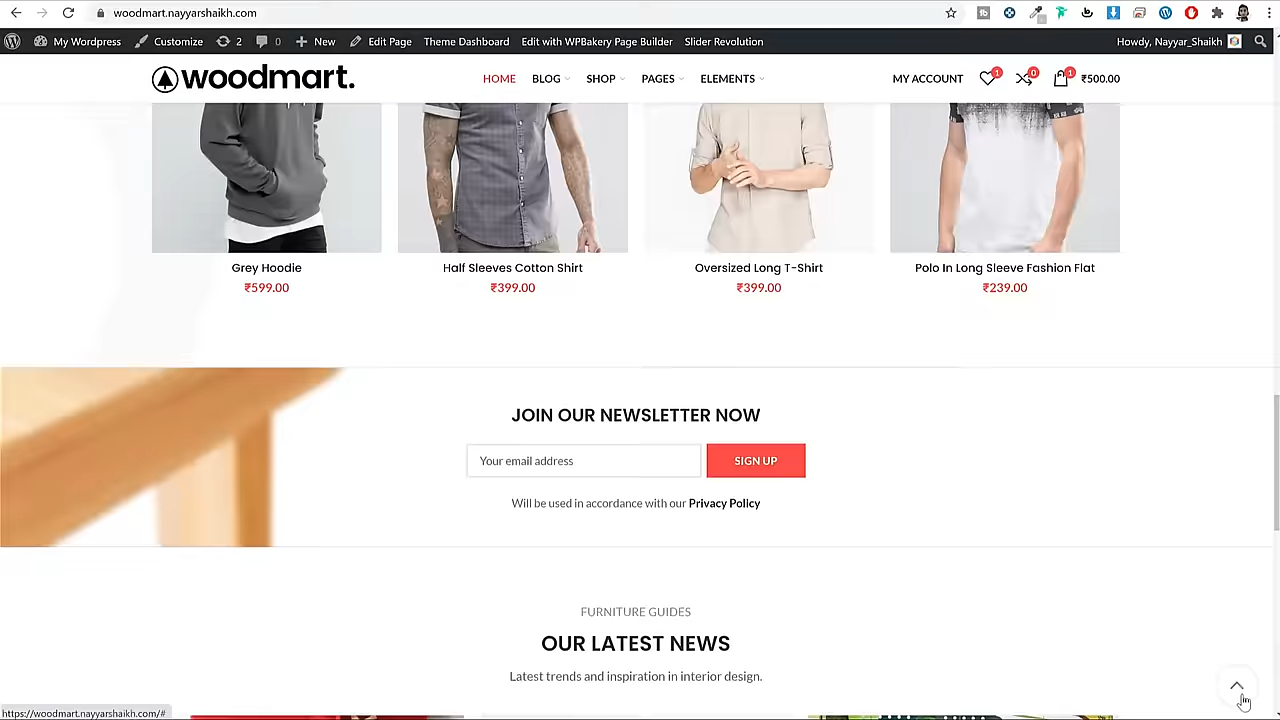 woodmart.nayyarshaikh.com
My Wordpress Customize 2 0 New Edit Page Theme Dashboard Edit with WPBakery Page Builder Slider Revolution Howdy, Nayyar_Shaikh
woodmart. HOME BLOG SHOP PAGES ELEMENTS MY ACCOUNT 1 0 1 ₹500.00
Grey Hoodie Half Sleeves Cotton Shirt Oversized Long T-Shirt Polo In Long Sleeve Fashion Flat
₹599.00 ₹399.00 ₹399.00 ₹239.00
JOIN OUR NEWSLETTER NOW
Your email address SIGN UP
Will be used in accordance with our Privacy Policy
FURNITURE GUIDES
OUR LATEST NEWS
Latest trends and inspiration in interior design.
https://woodmart.nayyarshaikh.com/#